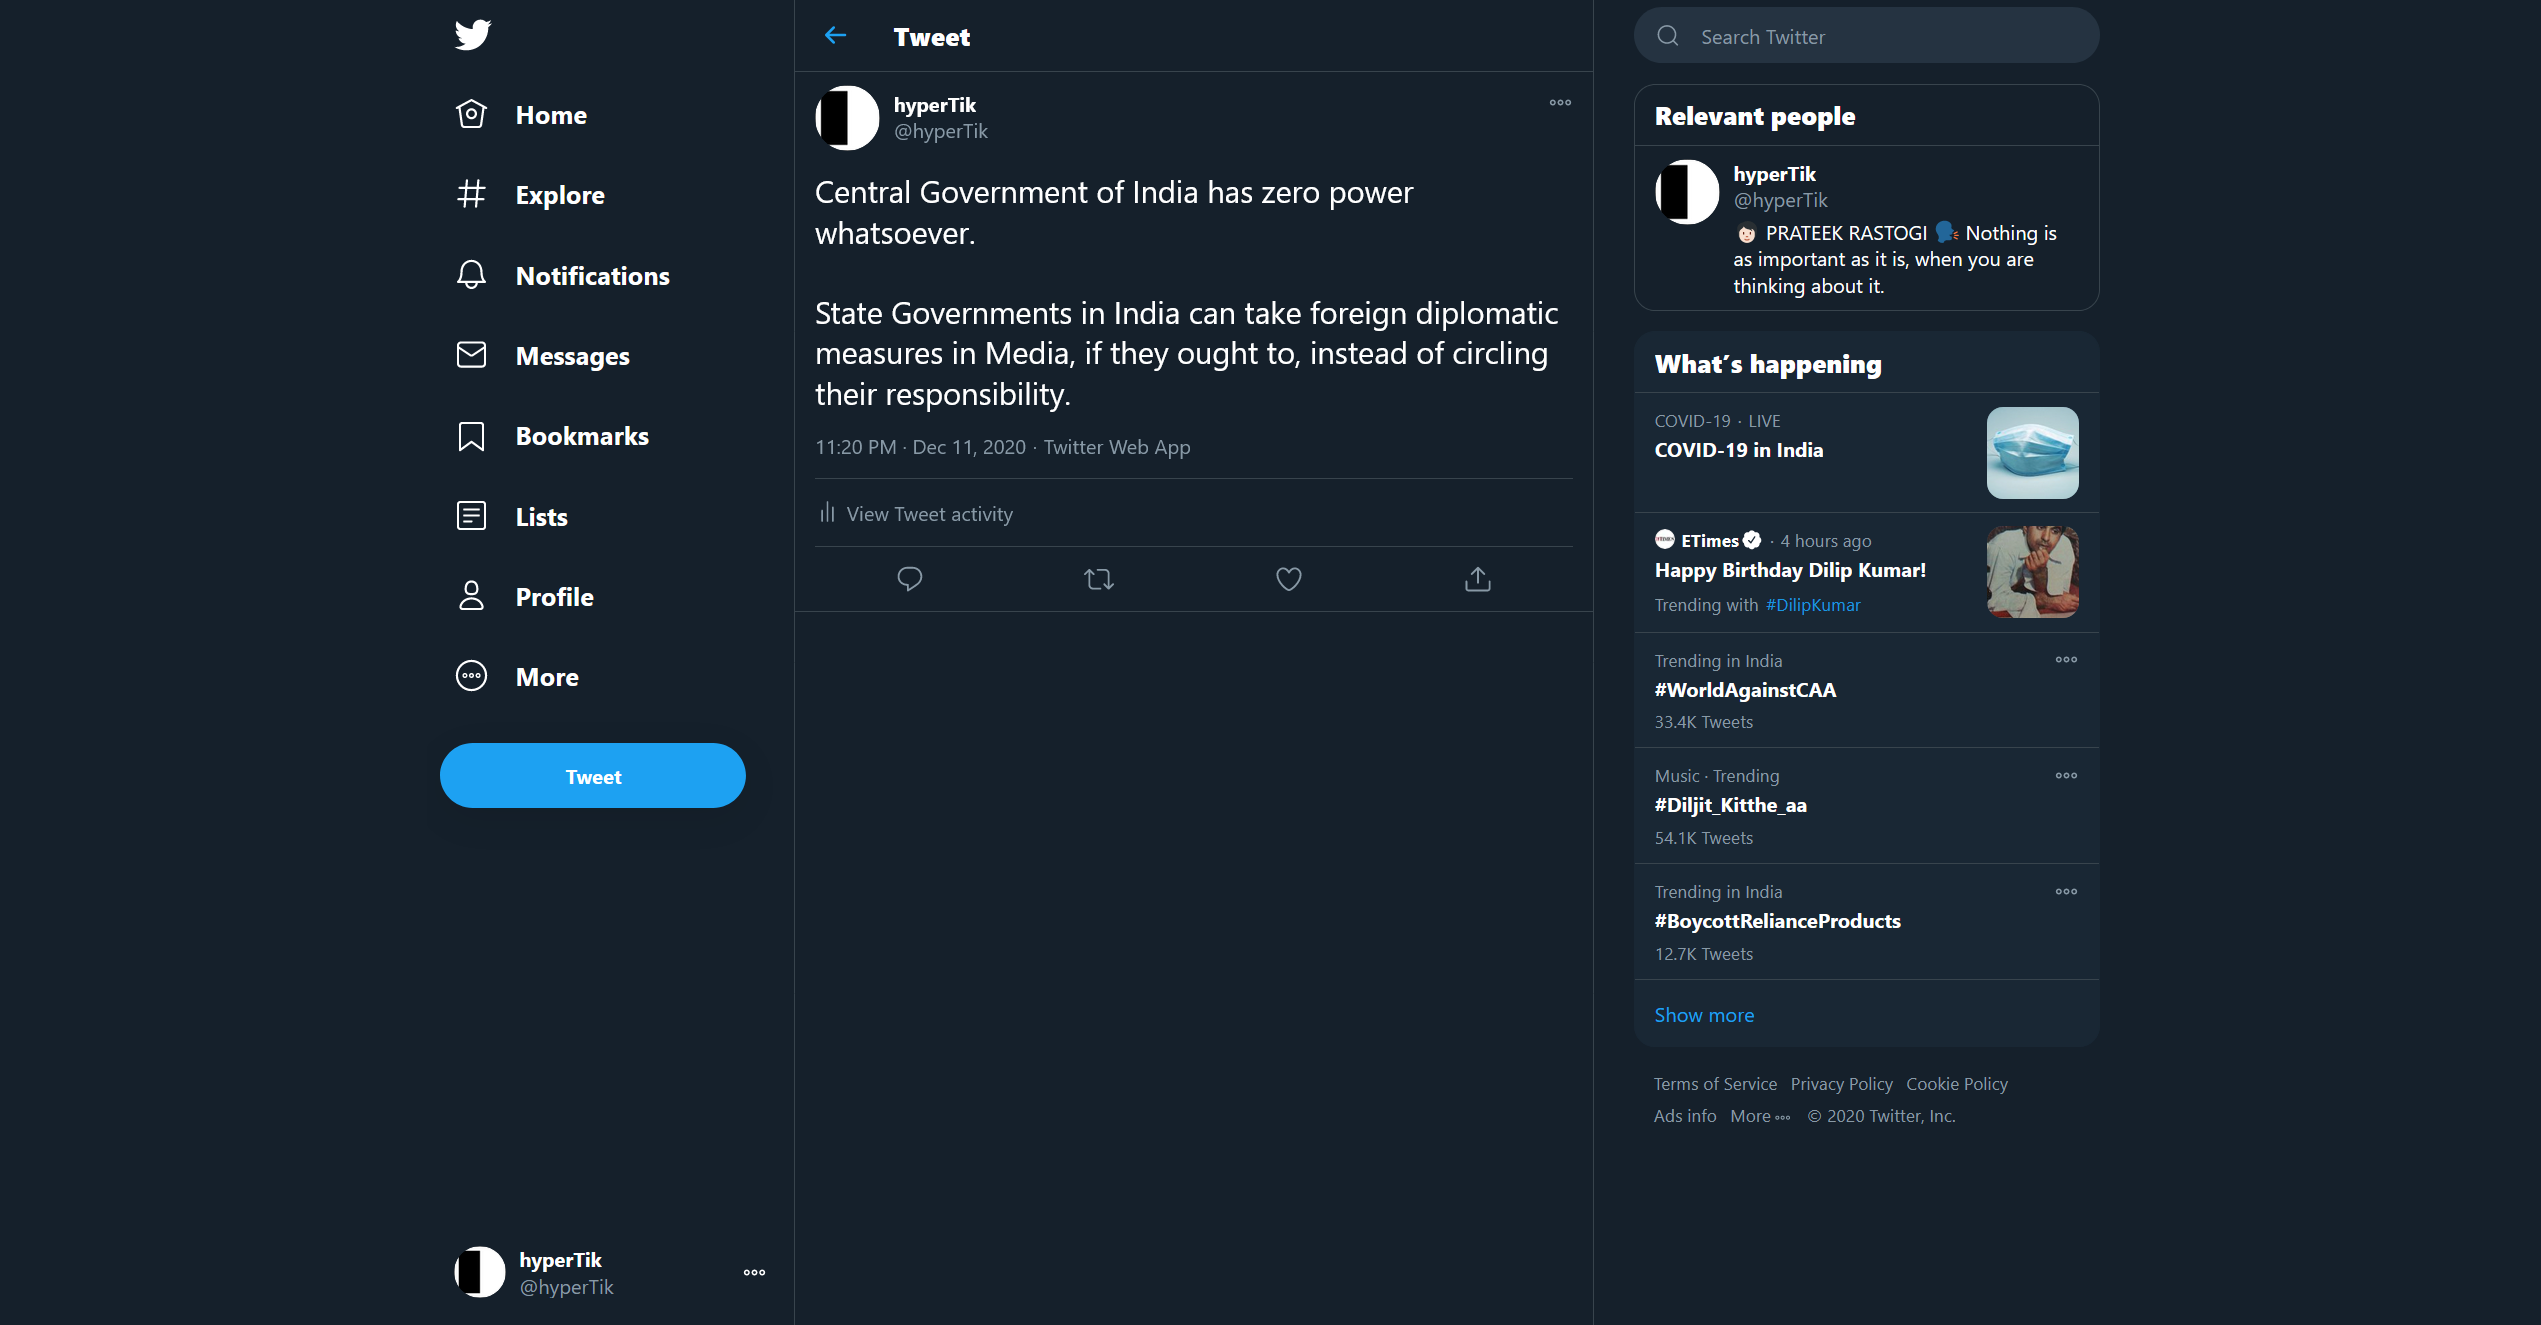 Home
Explore
Notifications
Messages
Bookmarks
Lists
Profile
More
Tweet
hyperTik
@hyperTik
Tweet
hyperTik
@hyperTik
Central Government of India has zero power
whatsoever.
State Governments in India can take foreign diplomatic
measures in Media, if they ought to, instead of circling
their responsibility.
11:20 PM · Dec 11, 2020 · Twitter Web App
View Tweet activity
Search Twitter
Relevant people
hyperTik
@hyperTik
PRATEEK RASTOGI Nothing is
as important as it is, when you are
thinking about it.
What's happening
COVID-19 · LIVE
COVID-19 in India
ETimes · 4 hours ago
Happy Birthday Dilip Kumar!
Trending with #DilipKumar
Trending in India
#WorldAgainstCAA
33.4K Tweets
Music · Trending
#Diljit_Kitthe_aa
54.1K Tweets
Trending in India
#BoycottRelianceProducts
12.7K Tweets
Show more
Terms of Service Privacy Policy Cookie Policy
Ads info More © 2020 Twitter, Inc.